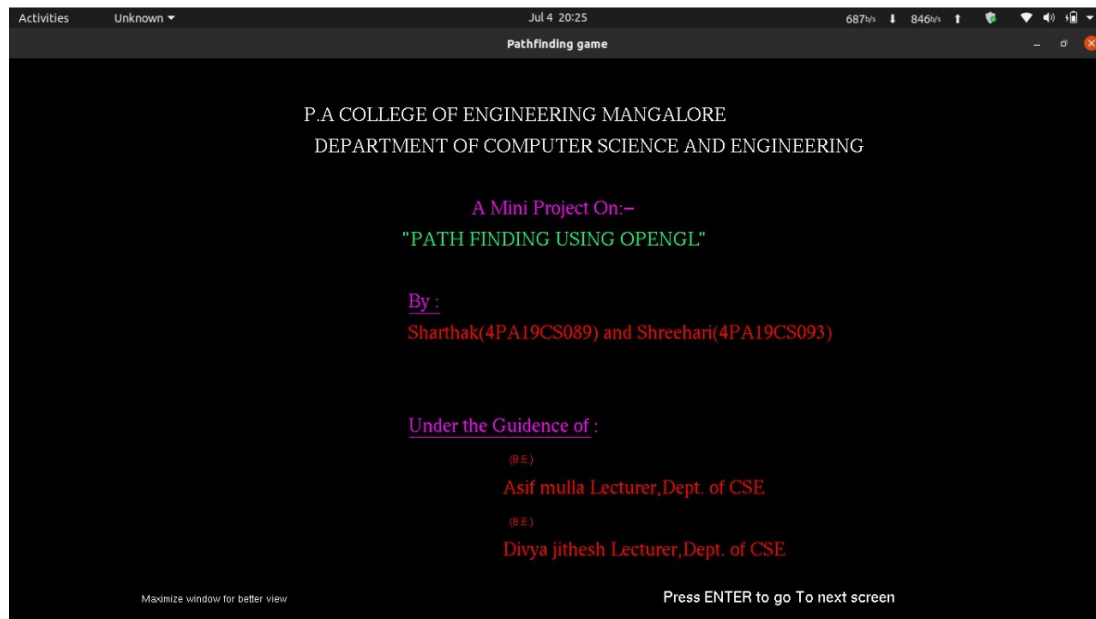 Activities Unknown Jul 4 20:25 687b/s 846b/s
Pathfinding game
P.A COLLEGE OF ENGINEERING MANGALORE
DEPARTMENT OF COMPUTER SCIENCE AND ENGINEERING
A Mini Project On:–
"PATH FINDING USING OPENGL"
By :
Sharthak(4PA19CS089) and Shreehari(4PA19CS093)
Under the Guidence of :
(B.E.)
Asif mulla Lecturer,Dept. of CSE
(B.E.)
Divya jithesh Lecturer,Dept. of CSE
Maximize window for better view Press ENTER to go To next screen